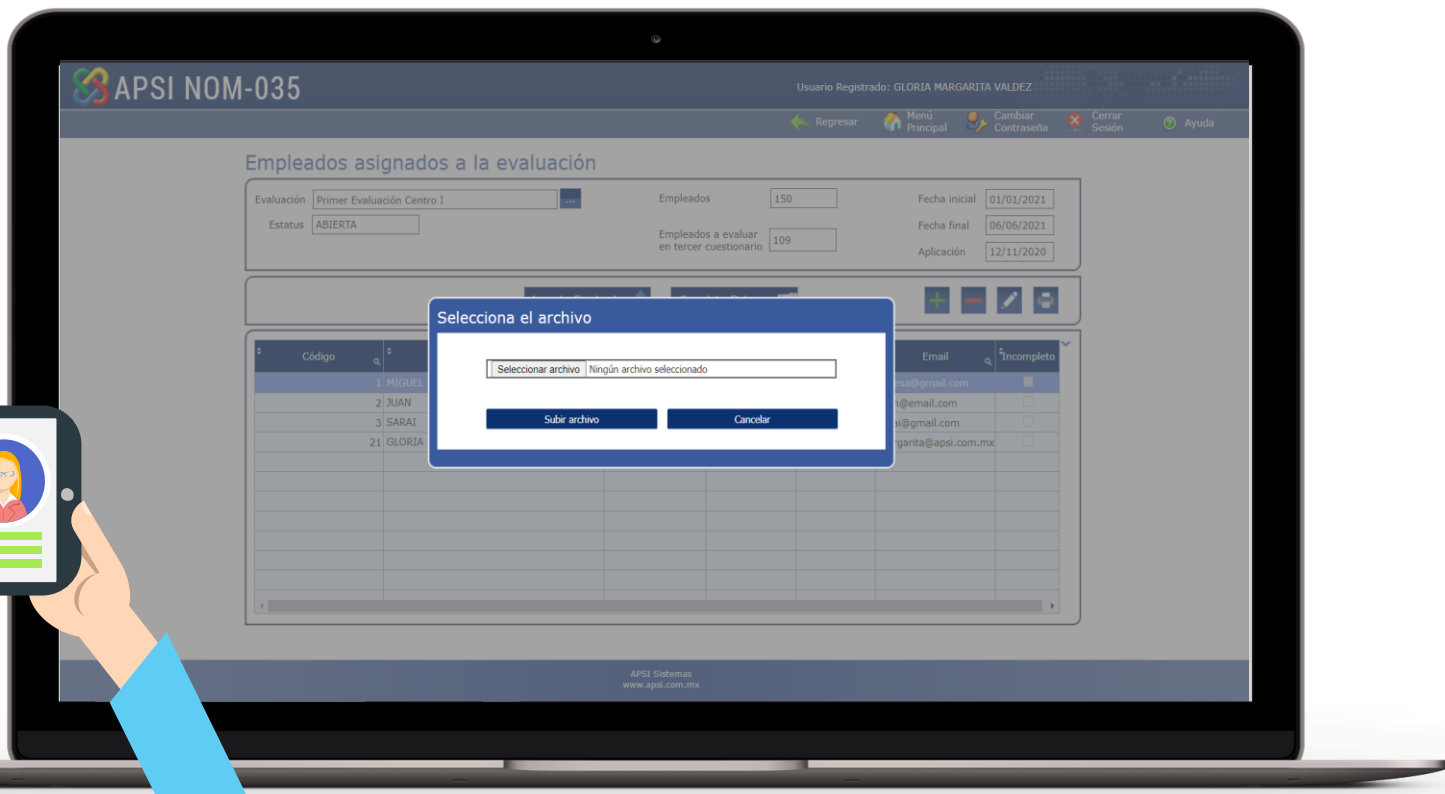 APSI NOM-035
Usuario Registrado: GLORIA MARGARITA VALDEZ
Regresar
Menú
Principal
Cambiar
Contraseña
Cerrar
Sesión
Ayuda
Empleados asignados a la evaluación
Evaluación Primer Evaluación Centro I ...
Empleados 150
Fecha inicial 01/01/2021
Estatus ABIERTA
Empleados a evaluar
en tercer cuestionario 109
Fecha final 06/06/2021
Aplicación 12/11/2020
Selecciona el archivo
Seleccionar archivo Ningún archivo seleccionado
Subir archivo Cancelar
Código Email Incompleto
1 MIGUEL esa@gmail.com
2 JUAN @email.com
3 SARAI @gmail.com
21 GLORIA garita@apsi.com.mx
APSI Sistemas
www.apsi.com.mx